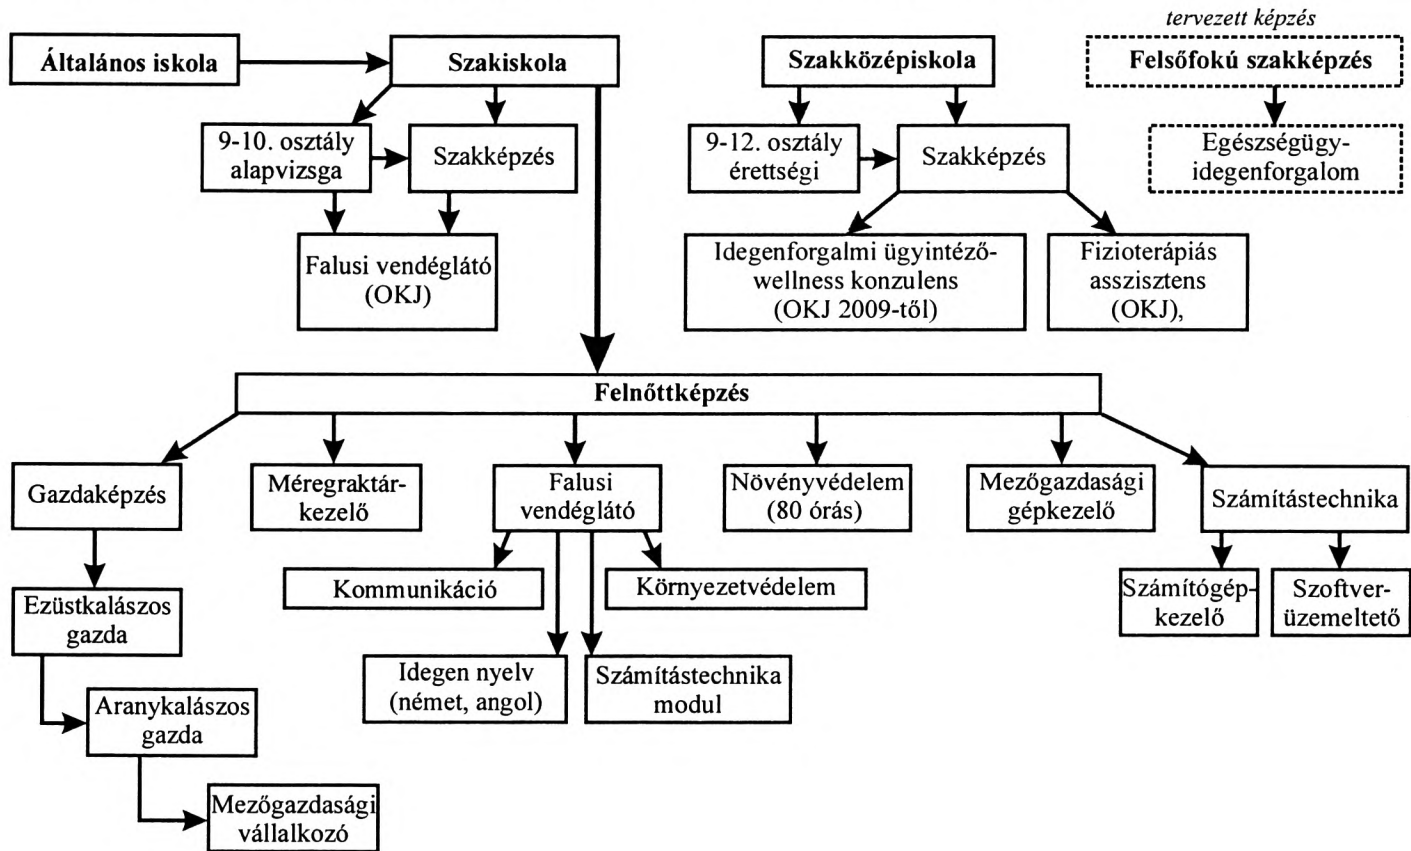 tervezett képzés
Általános iskola
Szakiskola
Szakközépiskola
Felsőfokú szakképzés
9-10. osztály
alapvizsga
Szakképzés
9-12. osztály
érettségi
Szakképzés
Egészségügy-
idegenforgalom
Falusi vendéglátó
(OKJ)
Idegenforgalmi ügyintéző-
wellness konzulens
(OKJ 2009-től)
Fizioterápiás
asszisztens
(OKJ),
Felnőttképzés
Gazdaképzés
Méregraktár-
kezelő
Falusi
vendéglátó
Növényvédelem
(80 órás)
Mezőgazdasági
gépkezelő
Számítástechnika
Kommunikáció
Környezetvédelem
Számítógép-
kezelő
Szoftver-
üzemeltető
Ezüstkalászos
gazda
Idegen nyelv
(német, angol)
Számítástechnika
modul
Aranykalászos
gazda
Mezőgazdasági
vállalkozó